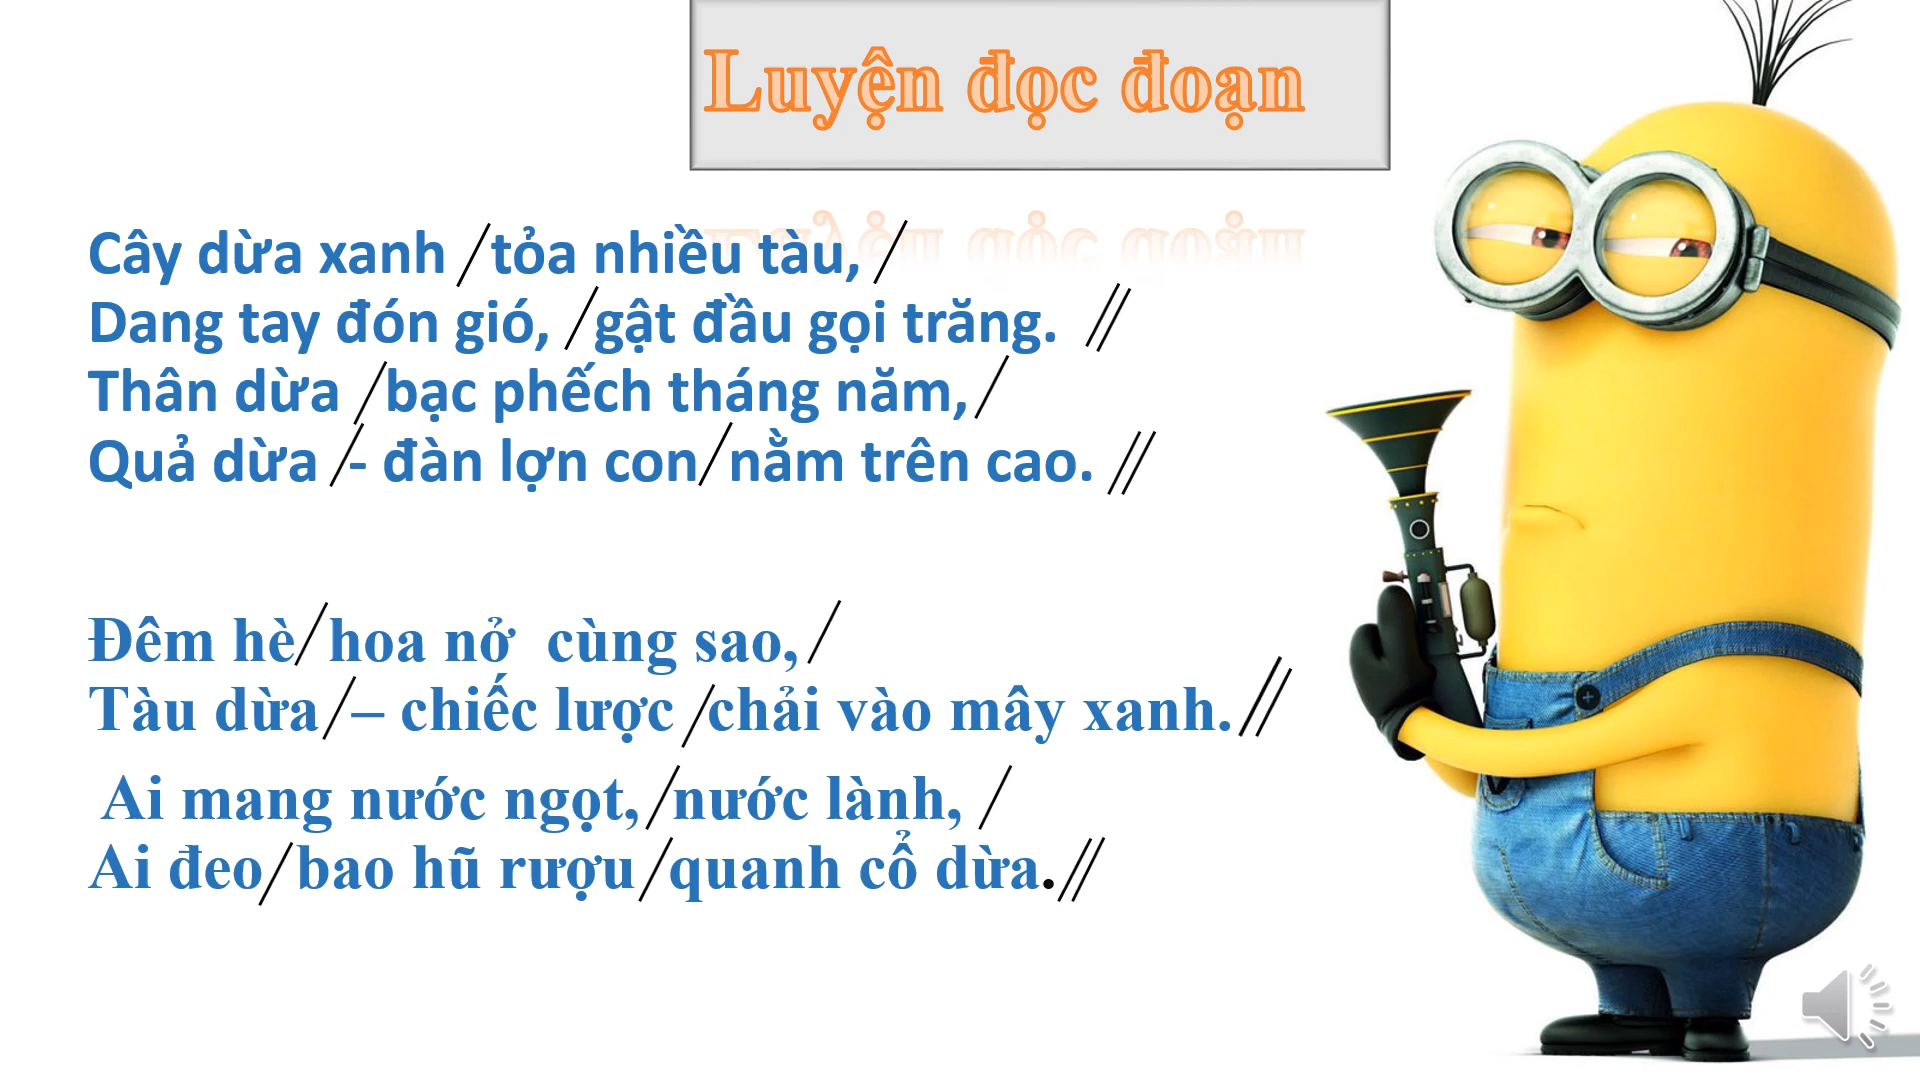 Luyện đọc đoạn
Cây dừa xanh / tỏa nhiều tàu, /
Dang tay đón gió, / gật đầu gọi trăng. //
Thân dừa / bạc phếch tháng năm, /
Quả dừa / - đàn lợn con / nằm trên cao. //
Đêm hè / hoa nở cùng sao, /
Tàu dừa / – chiếc lược / chải vào mây xanh. //
Ai mang nước ngọt, / nước lành, /
Ai đeo / bao hũ rượu / quanh cổ dừa. //